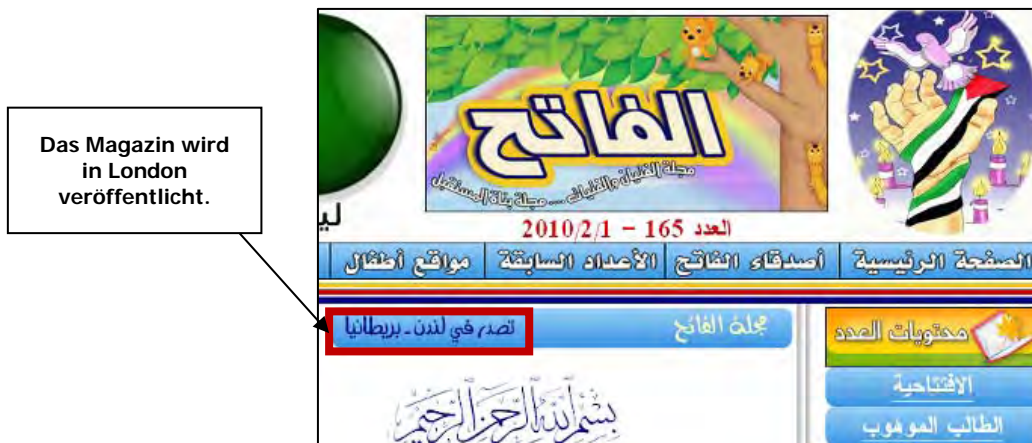 Das Magazin wird
in London
veröffentlicht.
الفاتح
مجلة الفتيان والفتيات ... مجلة بناة المستقبل
لي
العدد 165 – 2010/2/1
الصفحة الرئيسية
أصدقاء الفاتح
الأعداد السابقة
مواقع أطفال
محتويات العدد
مجلة الفاتح
تصدر في لندن - بريطانيا
الافتتاحية
بسم الله الرحمن الرحيم
الطالب الموهوب